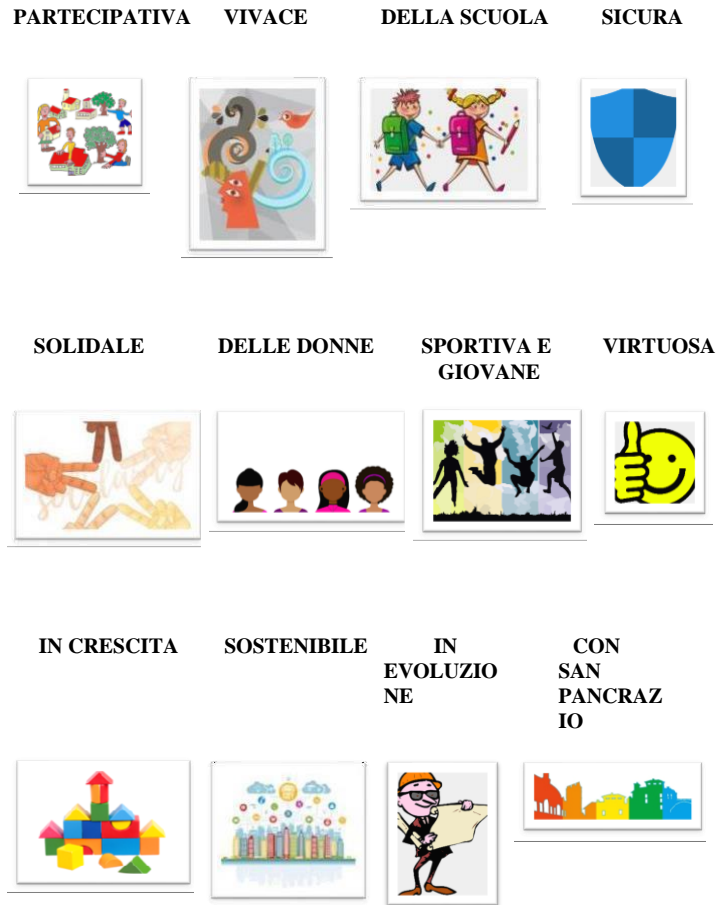 PARTECIPATIVA VIVACE DELLA SCUOLA SICURA
SOLIDALE DELLE DONNE SPORTIVA E GIOVANE VIRTUOSA
IN CRESCITA SOSTENIBILE IN EVOLUZIO
NE CON SAN PANCRAZ
IO